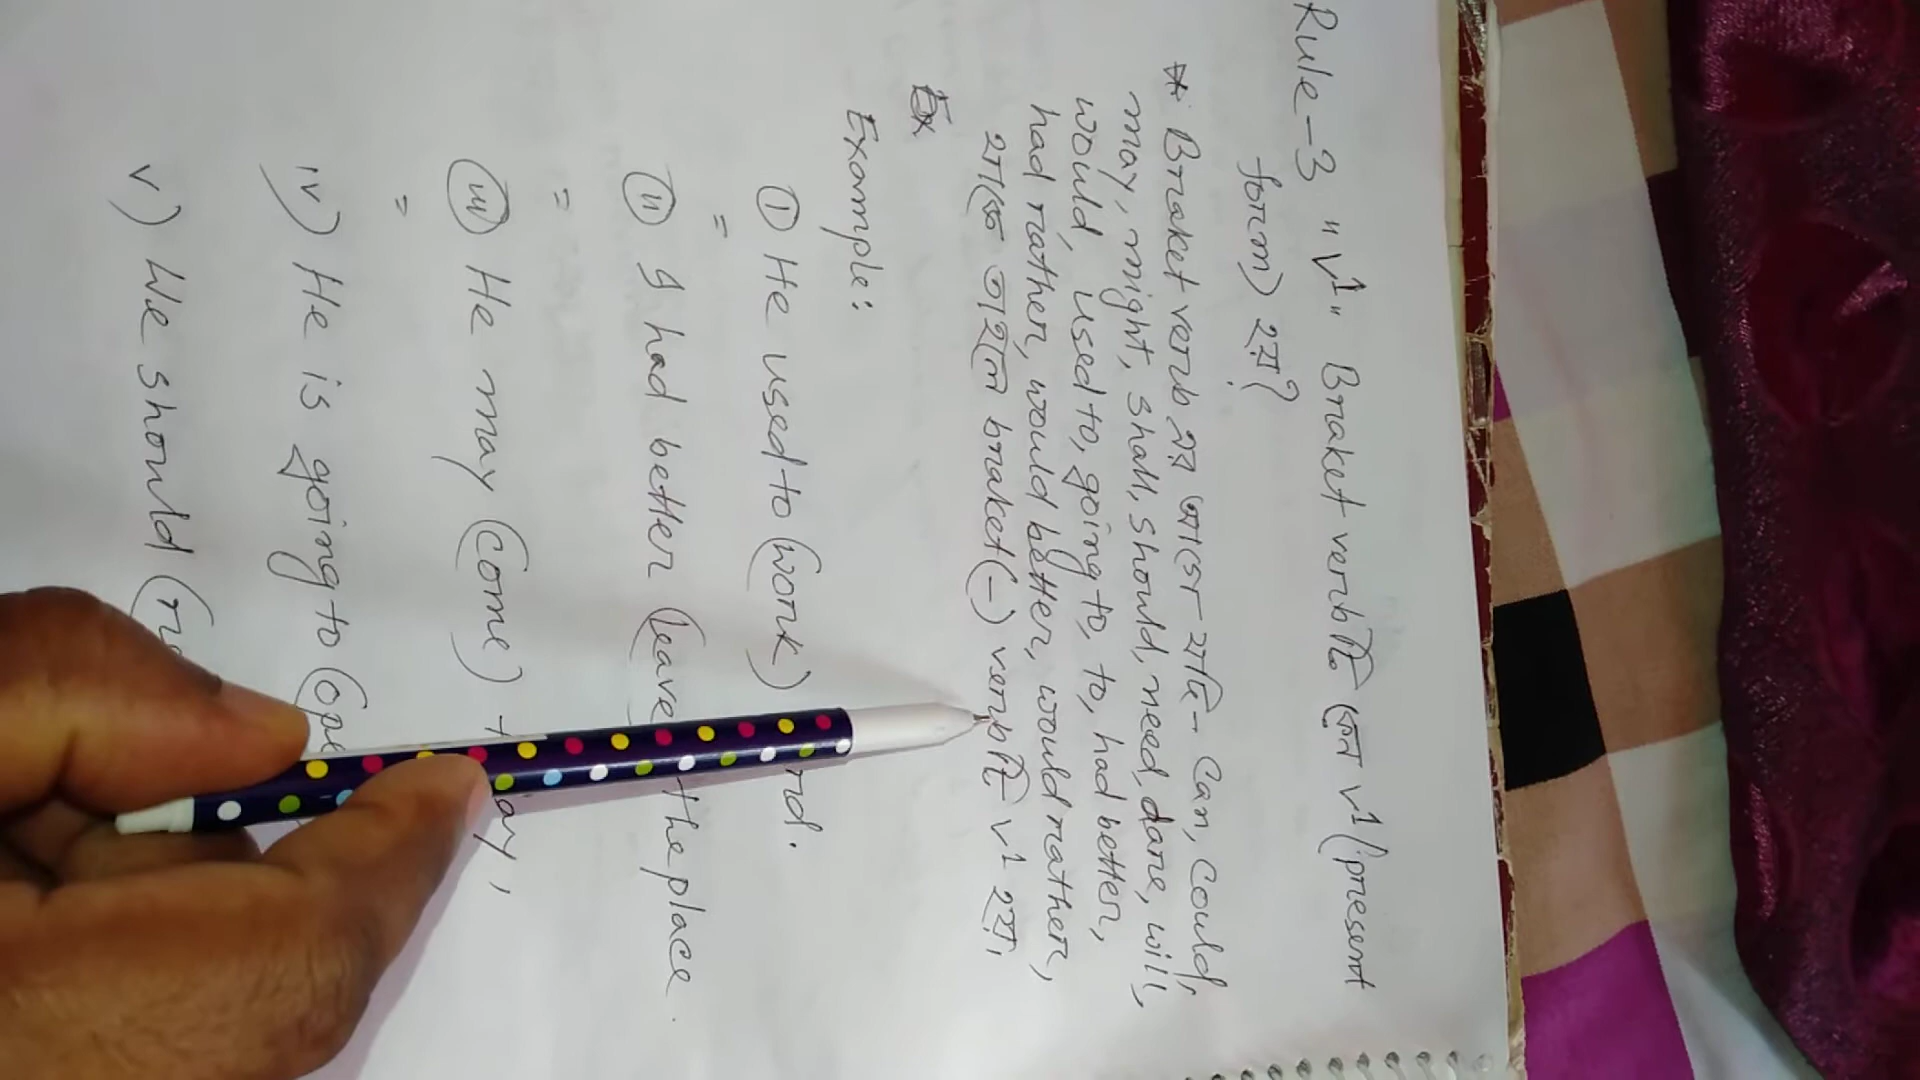 Rule-3 "V¹" Braket verbটি কেন V¹ (present
form) হয়?
* Braket verb এর আগে যদি- Can, Could,
may, might, shall, should, need, dare, will,
would, used to, going to, to, had better,
had rather, would better, would rather,
থাকে তাহলে braket (-) verbটি V¹ হয়।
Ex
Example:
i) He used to (work)
=
ii) I had better (leave the place.
=
iii) He may (come)
=
iv) He is going to
v) We should